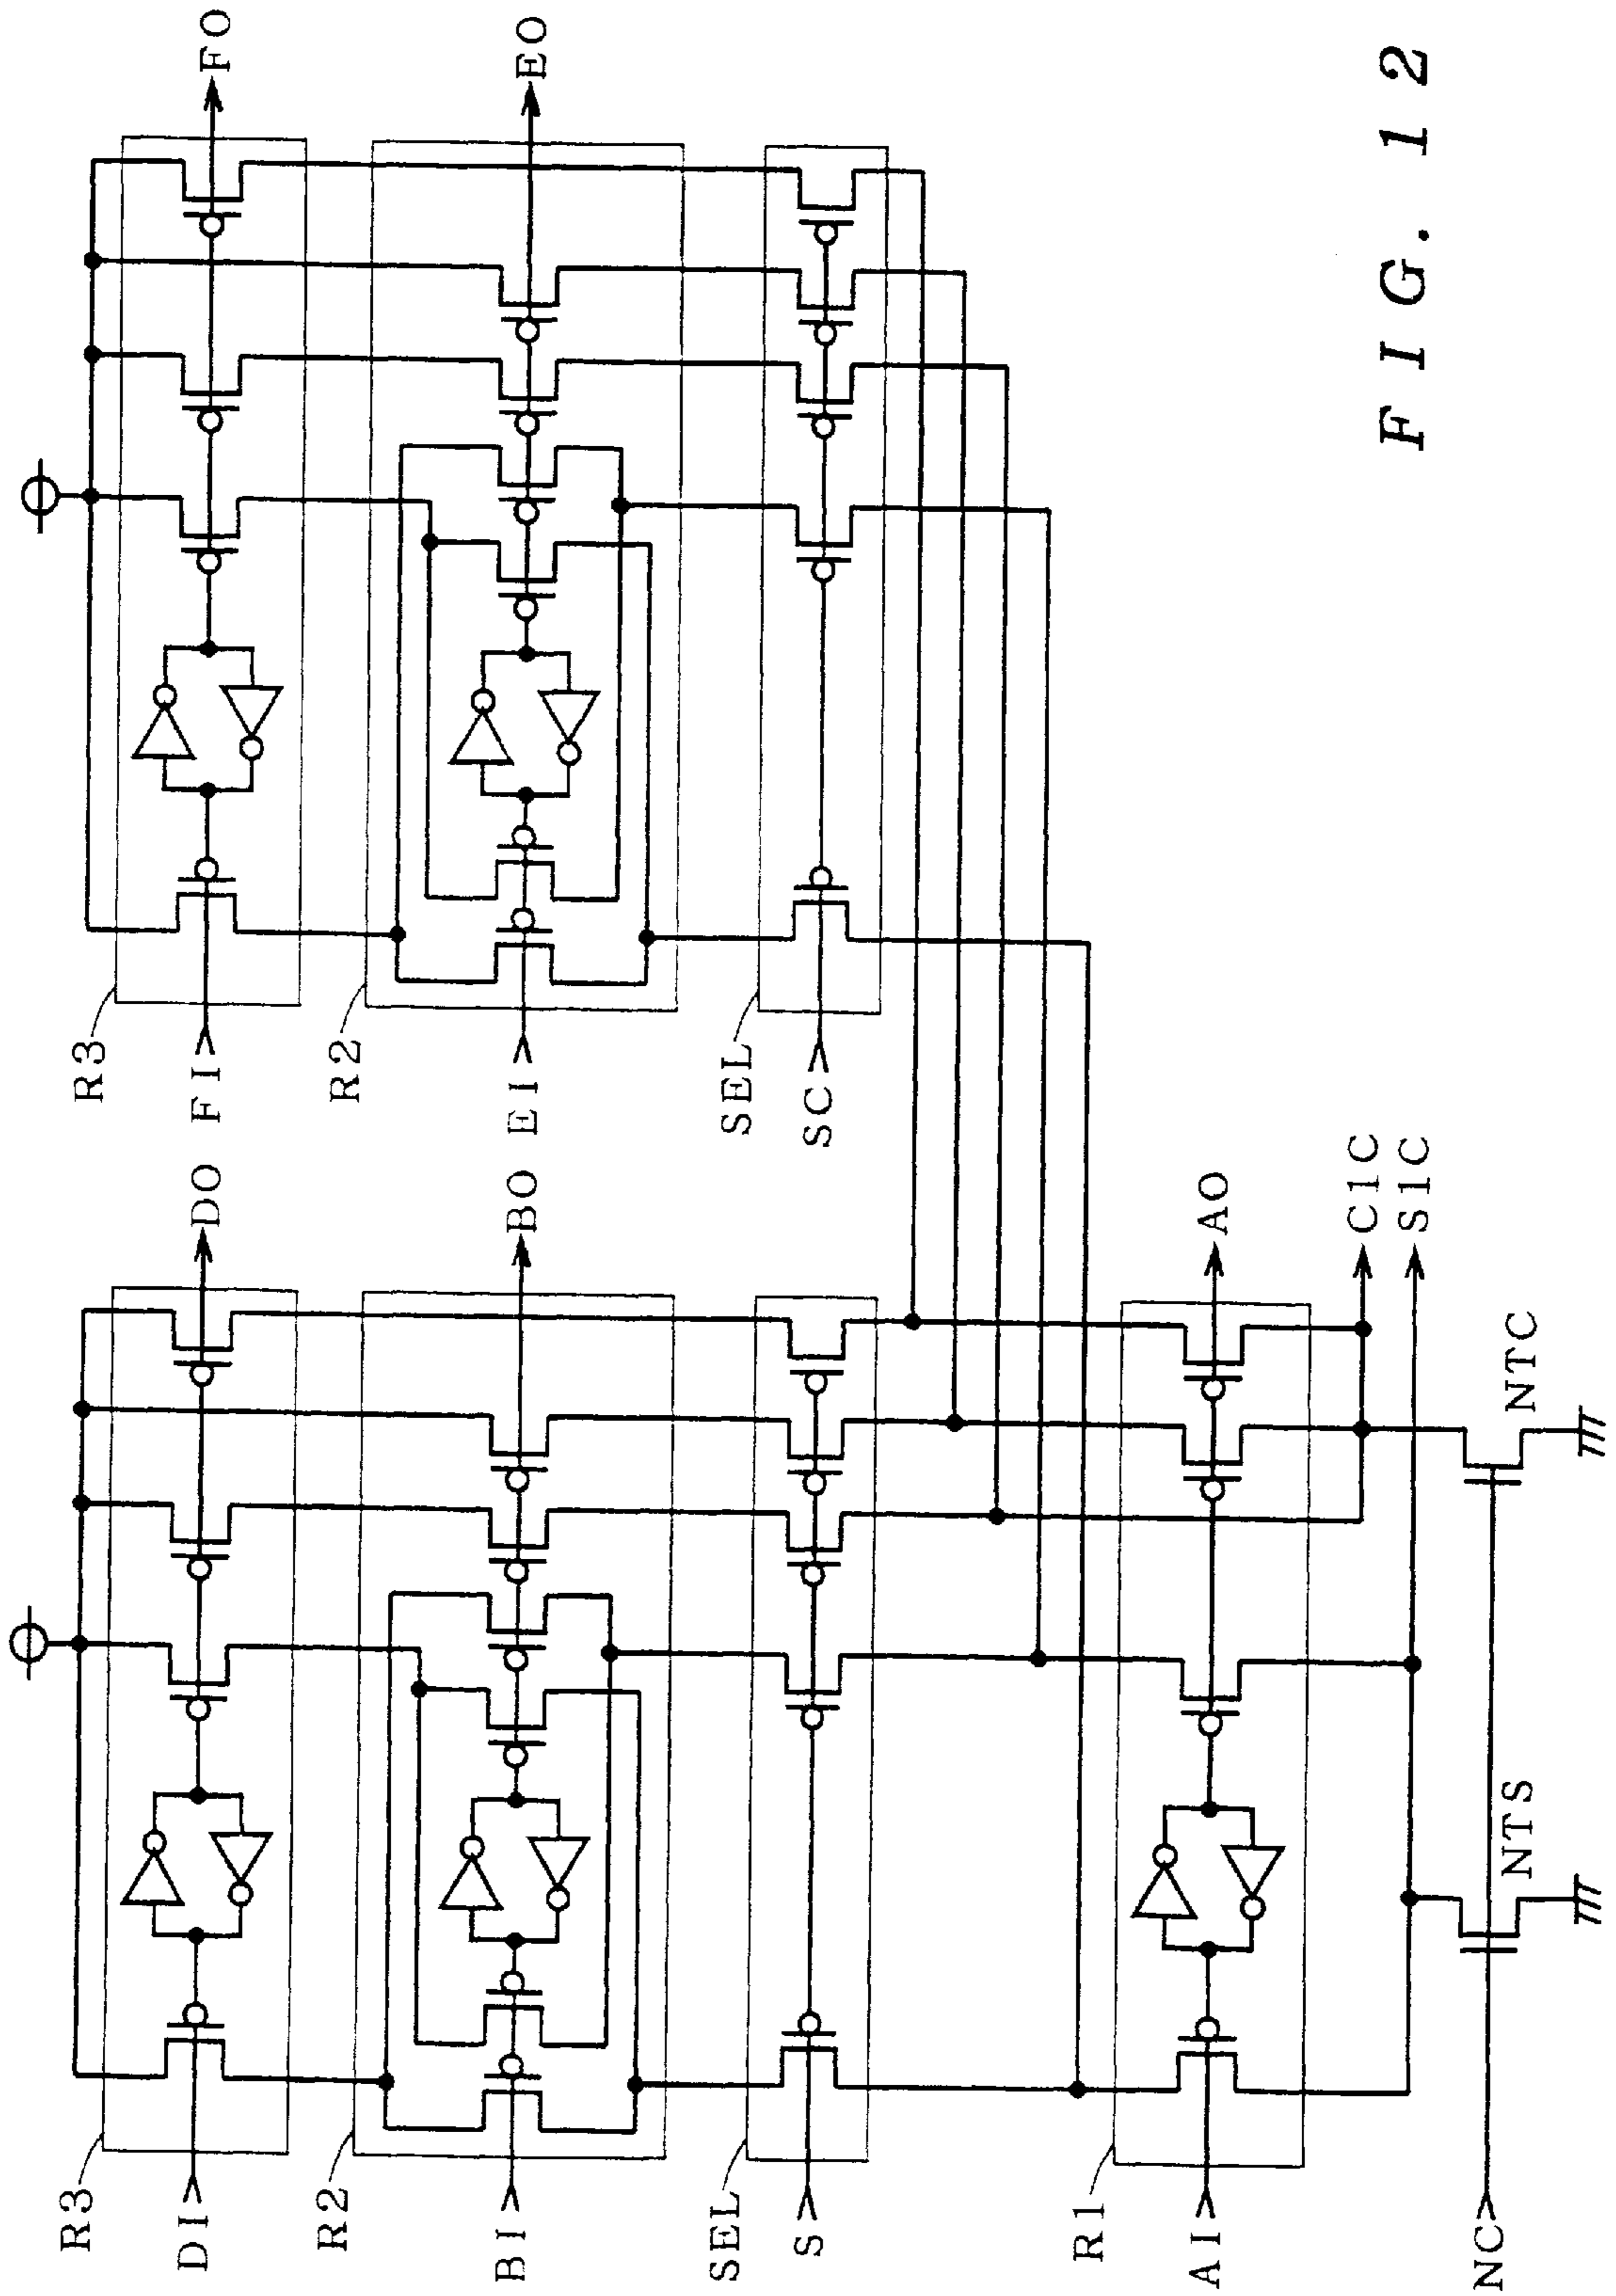 R3
DI
DO
R3
FI
FO
R2
BI
BO
R2
EI
EO
SEL
S
SEL
SC
R1
AI
AO
C1C
S1C
NC
NTS
NTC
FIG. 12